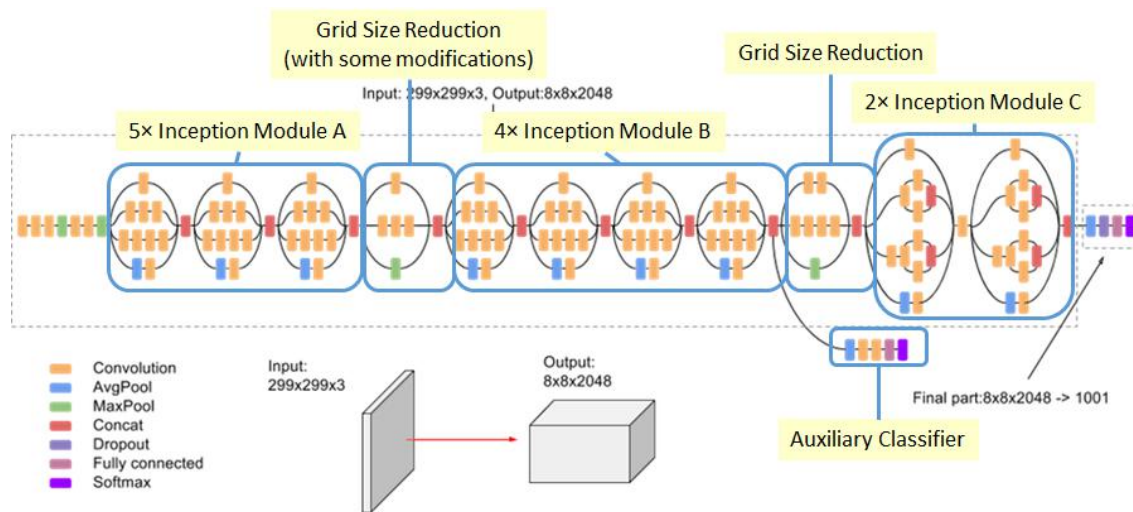 Grid Size Reduction
(with some modifications)
Grid Size Reduction
Input: 299x299x3, Output:8x8x2048
2× Inception Module C
5× Inception Module A
4× Inception Module B
Convolution
AvgPool
MaxPool
Concat
Dropout
Fully connected
Softmax
Input:
299x299x3
Output:
8x8x2048
Auxiliary Classifier
Final part:8x8x2048 -> 1001